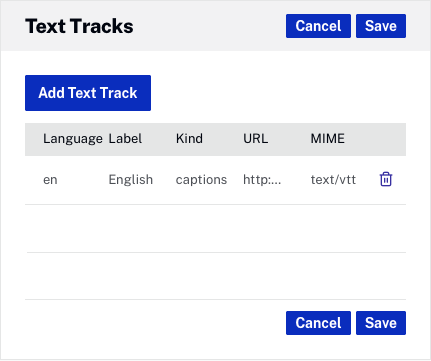 Text Tracks Cancel Save
Add Text Track
Language Label Kind URL MIME
en English captions http:... text/vtt
Cancel Save